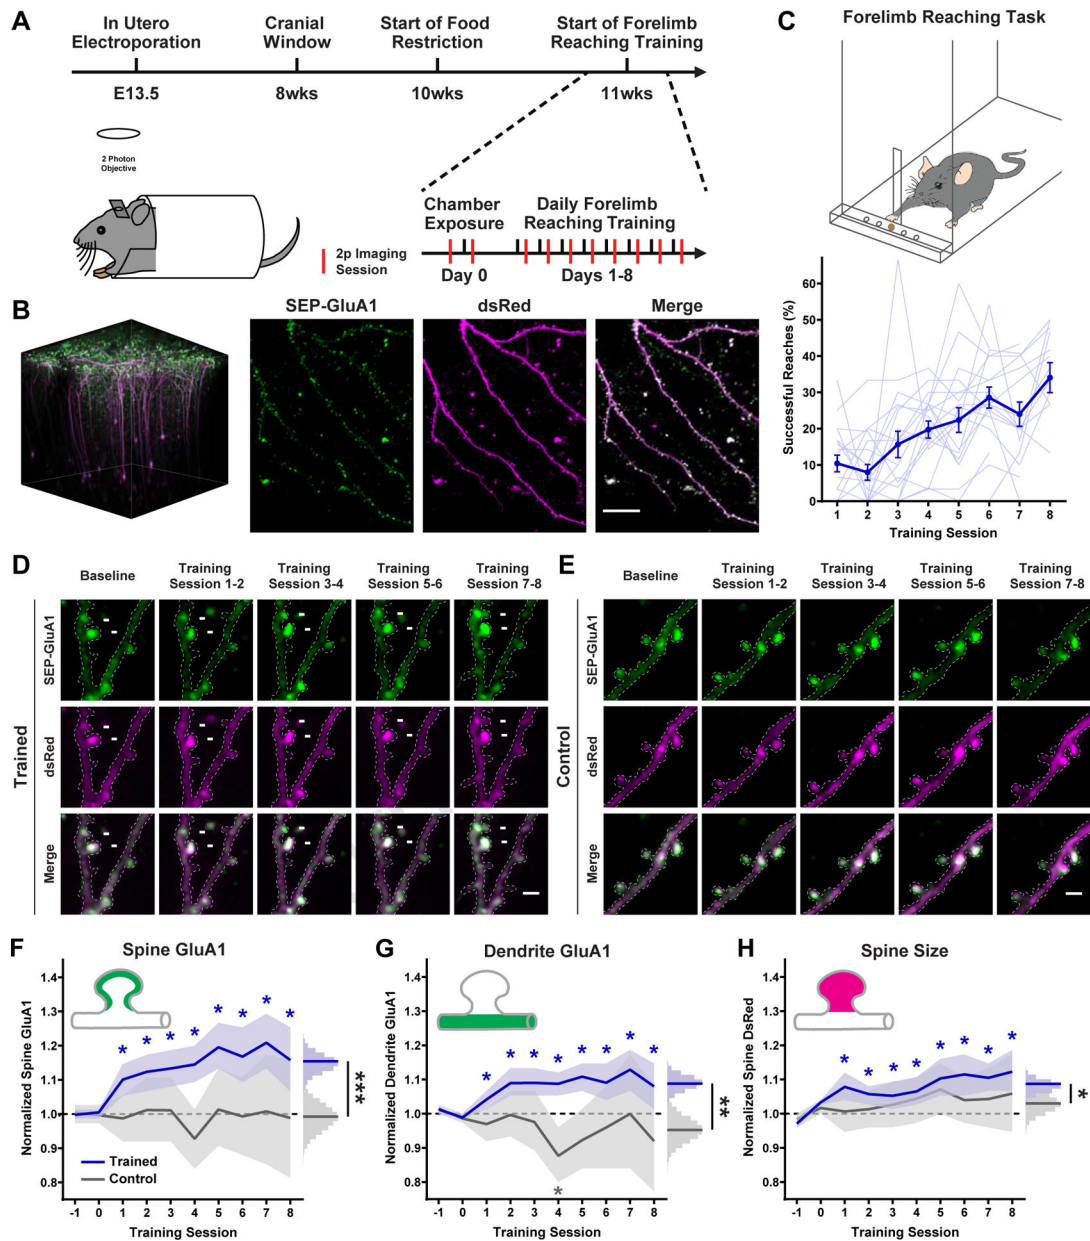 A
In Utero
Electroporation
Cranial
Window
Start of Food
Restriction
Start of Forelimb
Reaching Training
E13.5
8wks
10wks
11wks
2 Photon
Objective
Chamber
Exposure
Daily Forelimb
Reaching Training
2p Imaging
Session
Day 0
Days 1-8
B
SEP-GluA1
dsRed
Merge
C
Forelimb Reaching Task
Successful Reaches (%)
60
50
40
30
20
10
0
1 2 3 4 5 6 7 8
Training Session
D
Baseline
Training
Session 1-2
Training
Session 3-4
Training
Session 5-6
Training
Session 7-8
Trained
SEP-GluA1
dsRed
Merge
E
Baseline
Training
Session 1-2
Training
Session 3-4
Training
Session 5-6
Training
Session 7-8
Control
SEP-GluA1
dsRed
Merge
F
Spine GluA1
Normalized Spine GluA1
1.4
1.3
1.2
1.1
1.0
0.9
0.8
* * * * * * * *
***
Trained
Control
-1 0 1 2 3 4 5 6 7 8
Training Session
G
Dendrite GluA1
Normalized Dendrite GluA1
1.4
1.3
1.2
1.1
1.0
0.9
0.8
* * * * * * * *
**
*
-1 0 1 2 3 4 5 6 7 8
Training Session
H
Spine Size
Normalized Spine DsRed
1.4
1.3
1.2
1.1
1.0
0.9
0.8
* * * * * * * *
*
-1 0 1 2 3 4 5 6 7 8
Training Session